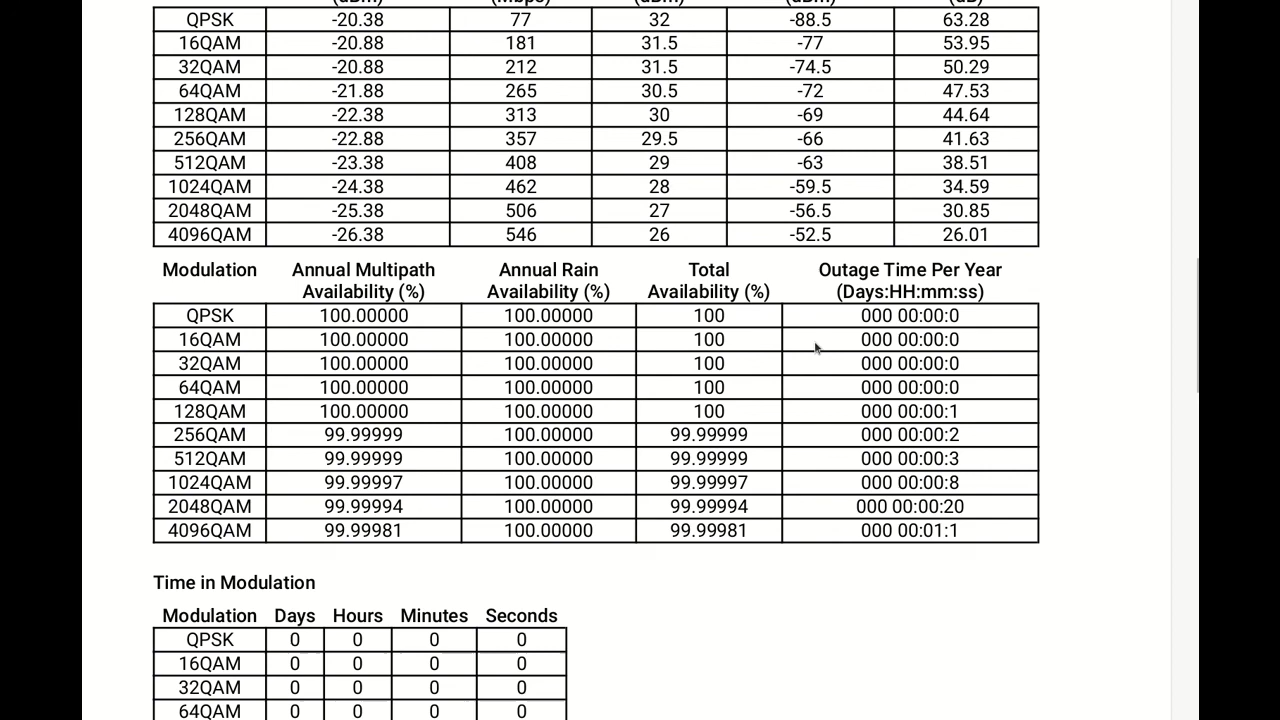 (dBm) (Mbps) (dBm) (dBm) (dB)
QPSK -20.38 77 32 -88.5 63.28
16QAM -20.88 181 31.5 -77 53.95
32QAM -20.88 212 31.5 -74.5 50.29
64QAM -21.88 265 30.5 -72 47.53
128QAM -22.38 313 30 -69 44.64
256QAM -22.88 357 29.5 -66 41.63
512QAM -23.38 408 29 -63 38.51
1024QAM -24.38 462 28 -59.5 34.59
2048QAM -25.38 506 27 -56.5 30.85
4096QAM -26.38 546 26 -52.5 26.01
Modulation Annual Multipath Annual Rain Total Outage Time Per Year
Availability (%) Availability (%) Availability (%) (Days:HH:mm:ss)
QPSK 100.00000 100.00000 100 000 00:00:0
16QAM 100.00000 100.00000 100 000 00:00:0
32QAM 100.00000 100.00000 100 000 00:00:0
64QAM 100.00000 100.00000 100 000 00:00:0
128QAM 100.00000 100.00000 100 000 00:00:1
256QAM 99.99999 100.00000 99.99999 000 00:00:2
512QAM 99.99999 100.00000 99.99999 000 00:00:3
1024QAM 99.99997 100.00000 99.99997 000 00:00:8
2048QAM 99.99994 100.00000 99.99994 000 00:00:20
4096QAM 99.99981 100.00000 99.99981 000 00:01:1
Time in Modulation
Modulation Days Hours Minutes Seconds
QPSK 0 0 0 0
16QAM 0 0 0 0
32QAM 0 0 0 0
64QAM 0 0 0 0